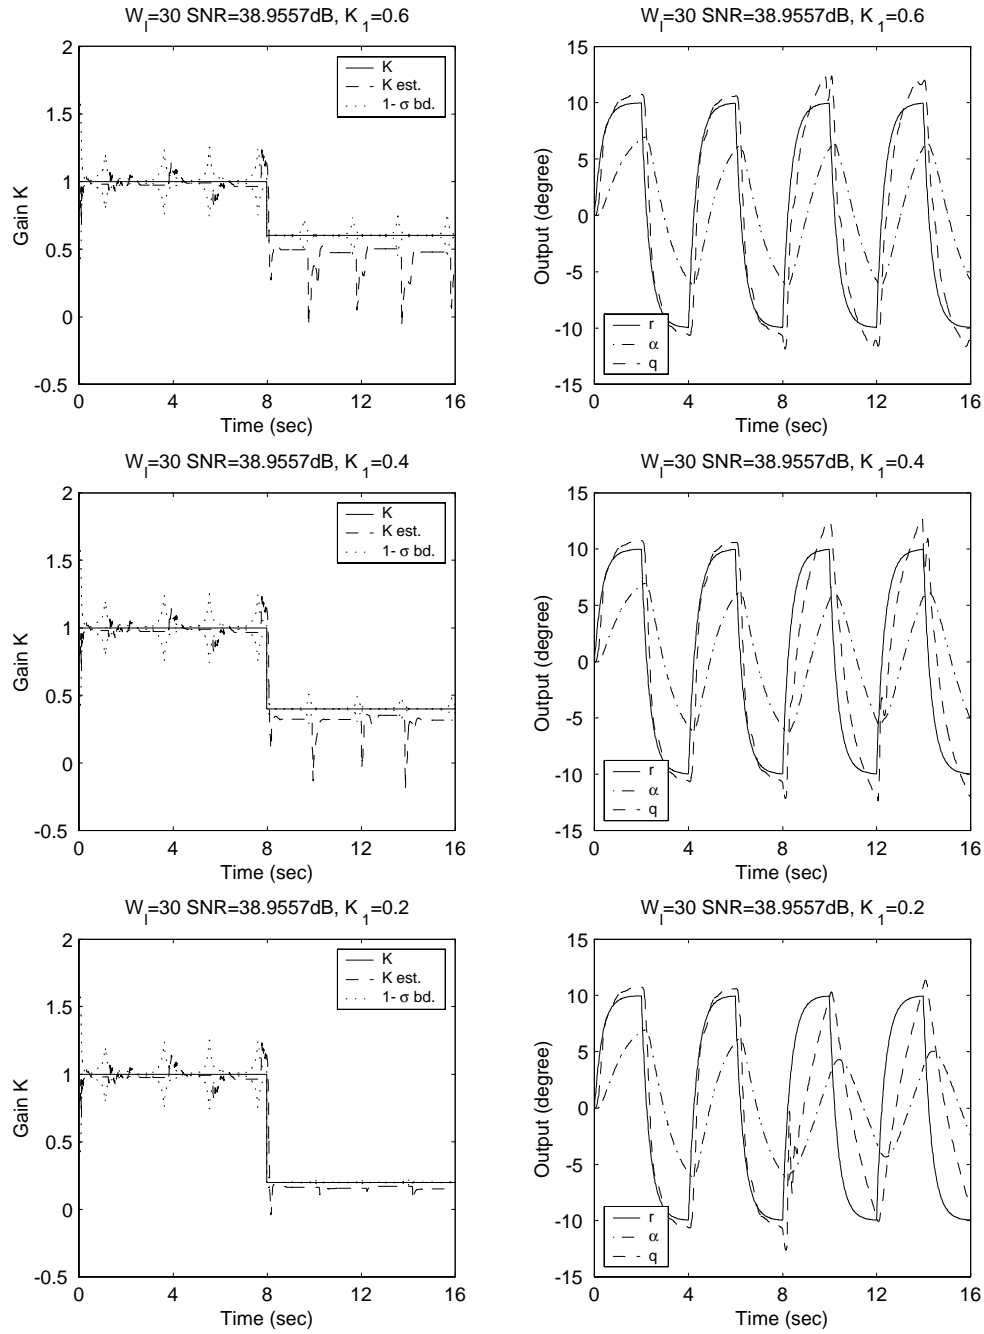 W_I=30 SNR=38.9557dB, K_1=0.6
2
1.5
1
0.5
0
-0.5
Gain K
K
K est.
1- σ bd.
0 4 8 12 16
Time (sec)
W_I=30 SNR=38.9557dB, K_1=0.6
15
10
5
0
-5
-10
-15
Output (degree)
r
α
q
0 4 8 12 16
Time (sec)
W_I=30 SNR=38.9557dB, K_1=0.4
2
1.5
1
0.5
0
-0.5
Gain K
K
K est.
1- σ bd.
0 4 8 12 16
Time (sec)
W_I=30 SNR=38.9557dB, K_1=0.4
15
10
5
0
-5
-10
-15
Output (degree)
r
α
q
0 4 8 12 16
Time (sec)
W_I=30 SNR=38.9557dB, K_1=0.2
2
1.5
1
0.5
0
-0.5
Gain K
K
K est.
1- σ bd.
0 4 8 12 16
Time (sec)
W_I=30 SNR=38.9557dB, K_1=0.2
15
10
5
0
-5
-10
-15
Output (degree)
r
α
q
0 4 8 12 16
Time (sec)